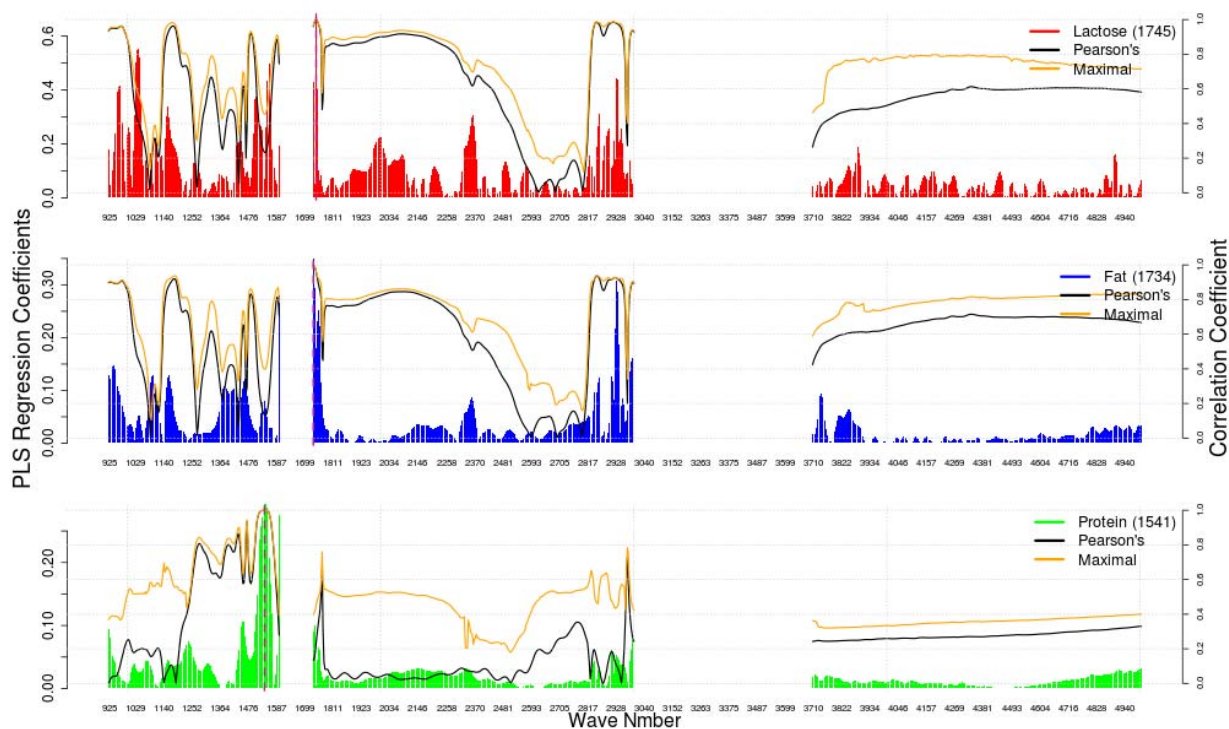 PLS Regression Coefficients
Correlation Coefficient
0.6
0.4
0.2
0.0
1.0
0.8
0.6
0.4
0.2
0.0
Lactose (1745)
Pearson's
Maximal
925 1029 1140 1252 1364 1476 1587 1699 1811 1923 2034 2146 2258 2370 2481 2593 2705 2817 2928 3040 3152 3263 3375 3487 3599 3710 3822 3934 4046 4157 4269 4381 4493 4604 4716 4828 4940
0.30
0.20
0.10
0.00
1.0
0.8
0.6
0.4
0.2
0.0
Fat (1734)
Pearson's
Maximal
925 1029 1140 1252 1364 1476 1587 1699 1811 1923 2034 2146 2258 2370 2481 2593 2705 2817 2928 3040 3152 3263 3375 3487 3599 3710 3822 3934 4046 4157 4269 4381 4493 4604 4716 4828 4940
0.20
0.10
0.00
1.0
0.8
0.6
0.4
0.2
0.0
Protein (1541)
Pearson's
Maximal
925 1029 1140 1252 1364 1476 1587 1699 1811 1923 2034 2146 2258 2370 2481 2593 2705 2817 2928 3040 3152 3263 3375 3487 3599 3710 3822 3934 4046 4157 4269 4381 4493 4604 4716 4828 4940
Wave Nmber